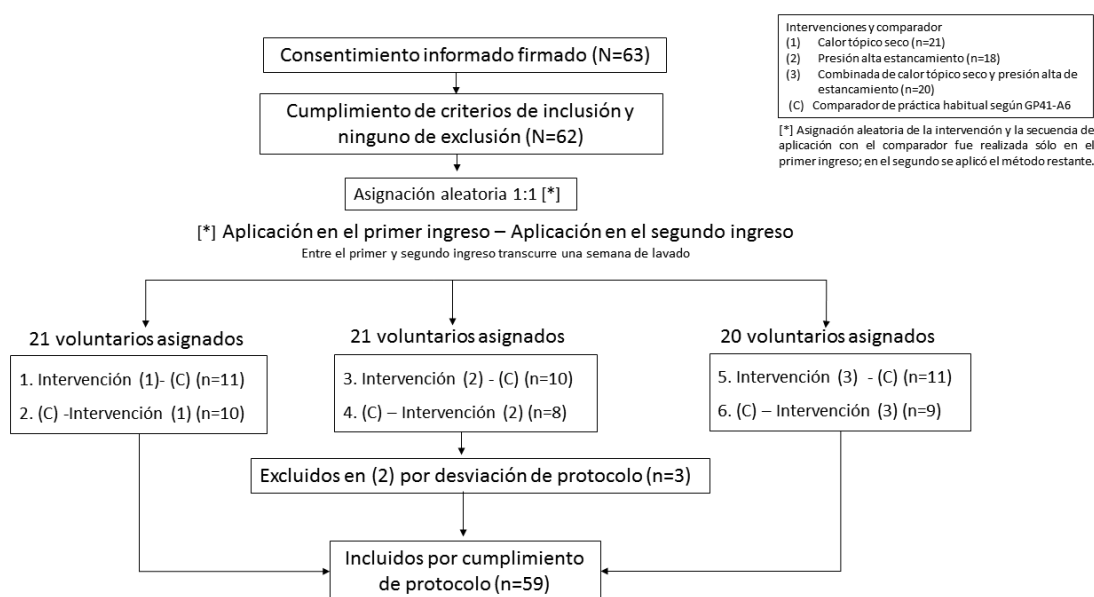 Consentimiento informado firmado (N=63)
Cumplimiento de criterios de inclusión y
ninguno de exclusión (N=62)
Asignación aleatoria 1:1 [*]
[*] Aplicación en el primer ingreso – Aplicación en el segundo ingreso
Entre el primer y segundo ingreso transcurre una semana de lavado
Intervenciones y comparador
(1) Calor tópico seco (n=21)
(2) Presión alta estancamiento (n=18)
(3) Combinada de calor tópico seco y presión alta de
estancamiento (n=20)
(C) Comparador de práctica habitual según GP41-A6
[*] Asignación aleatoria de la intervención y la secuencia de
aplicación con el comparador fue realizada sólo en el
primer ingreso; en el segundo se aplicó el método restante.
21 voluntarios asignados
1. Intervención (1)- (C) (n=11)
2. (C) -Intervención (1) (n=10)
21 voluntarios asignados
3. Intervención (2) - (C) (n=10)
4. (C) – Intervención (2) (n=8)
20 voluntarios asignados
5. Intervención (3) - (C) (n=11)
6. (C) – Intervención (3) (n=9)
Excluidos en (2) por desviación de protocolo (n=3)
Incluidos por cumplimiento
de protocolo (n=59)